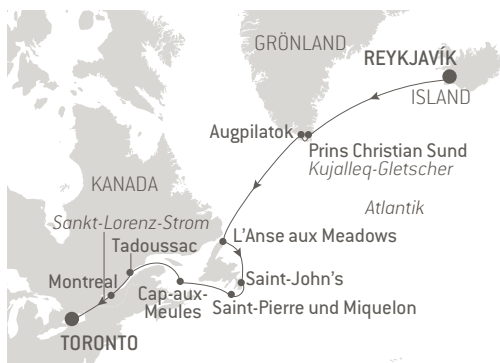 GRÖNLAND
REYKJAVÍK
ISLAND
Augpilatok
Prins Christian Sund
Kujalleq-Gletscher
KANADA
Atlantik
Sankt-Lorenz-Strom
L'Anse aux Meadows
Tadoussac
Montreal
Saint-John's
Cap-aux-
Meules
Saint-Pierre und Miquelon
TORONTO